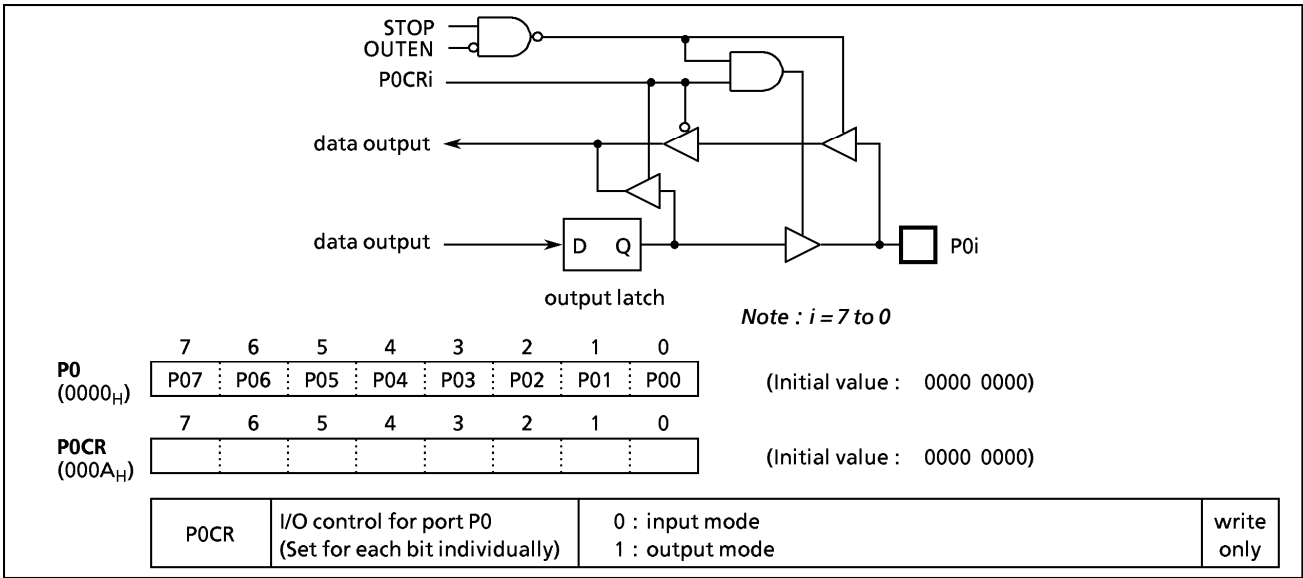 STOP
OUTEN
P0CRi
data output
data output
D Q
P0i
output latch
Note : i = 7 to 0
7 6 5 4 3 2 1 0
P0
(0000H)
P07 P06 P05 P04 P03 P02 P01 P00
(Initial value : 0000 0000)
7 6 5 4 3 2 1 0
P0CR
(000AH)
(Initial value : 0000 0000)
P0CR
I/O control for port P0
(Set for each bit individually)
0 : input mode
1 : output mode
write
only